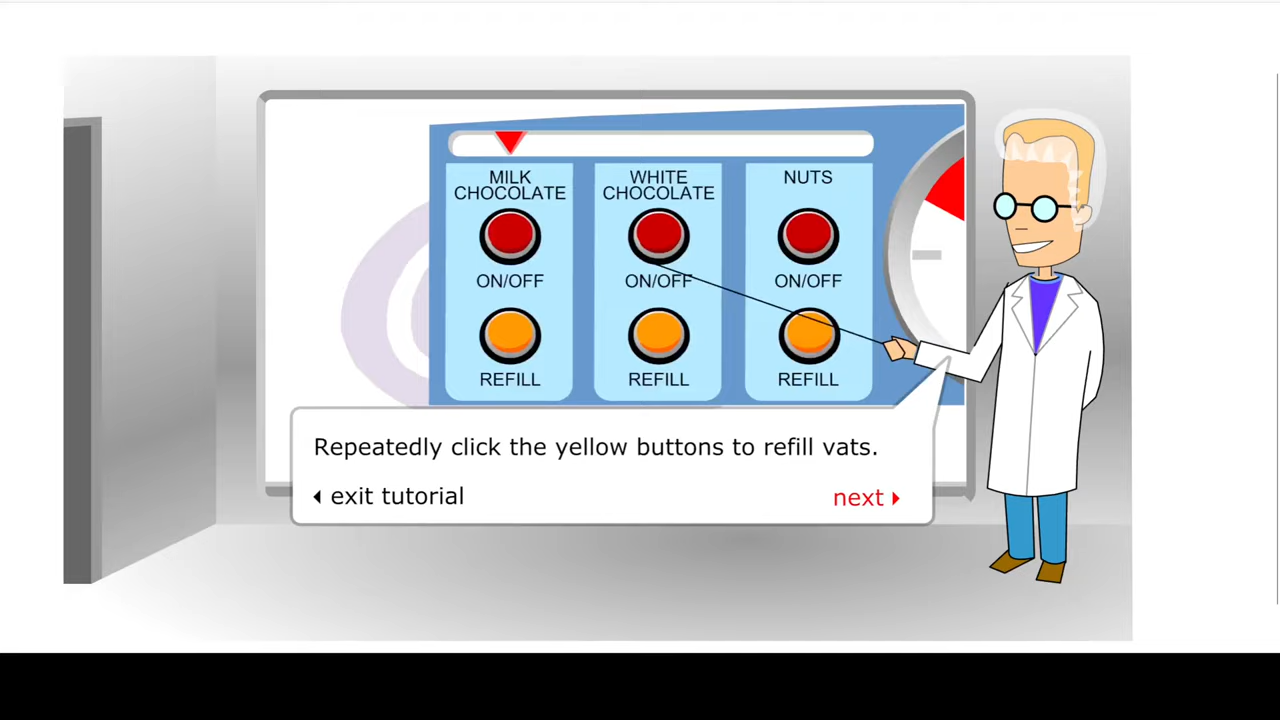 MILK
CHOCOLATE
WHITE
CHOCOLATE
NUTS
ON/OFF
ON/OFF
ON/OFF
REFILL
REFILL
REFILL
Repeatedly click the yellow buttons to refill vats.
exit tutorial
next